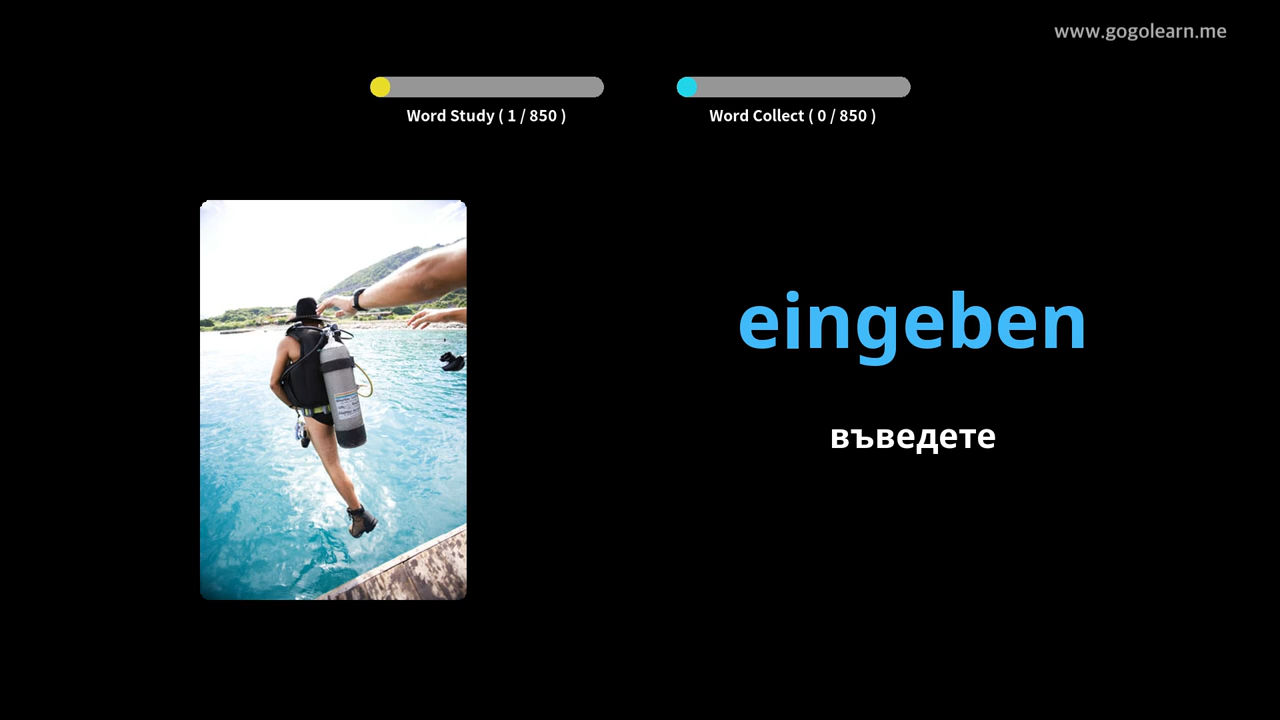 www.gogolearn.me
Word Study ( 1 / 850 )
Word Collect ( 0 / 850 )
eingeben
въведете